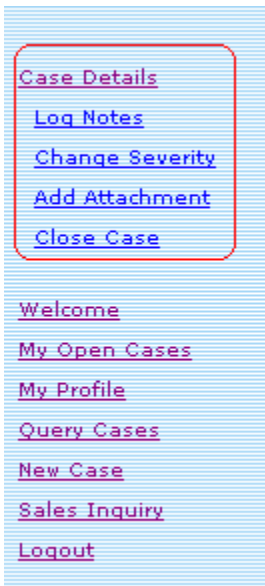 Case Details
Log Notes
Change Severity
Add Attachment
Close Case
Welcome
My Open Cases
My Profile
Query Cases
New Case
Sales Inquiry
Logout